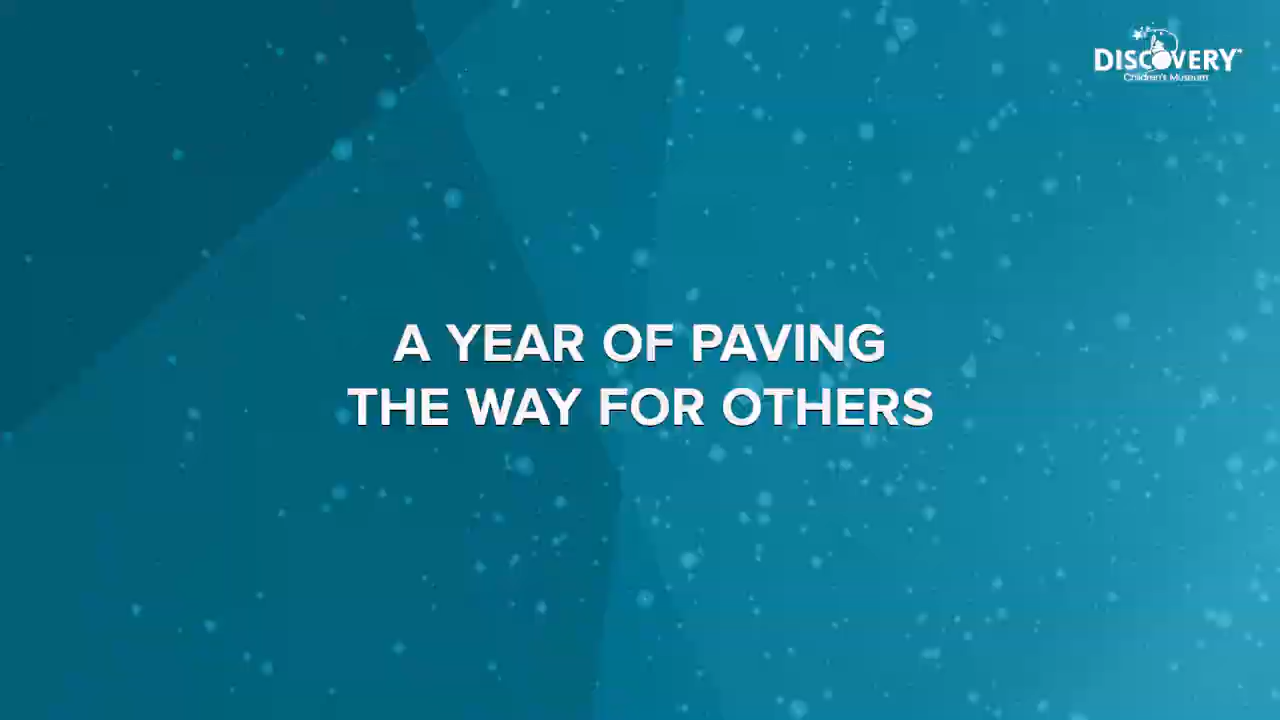 DISCOVERY
Children's Museum
A YEAR OF PAVING
THE WAY FOR OTHERS